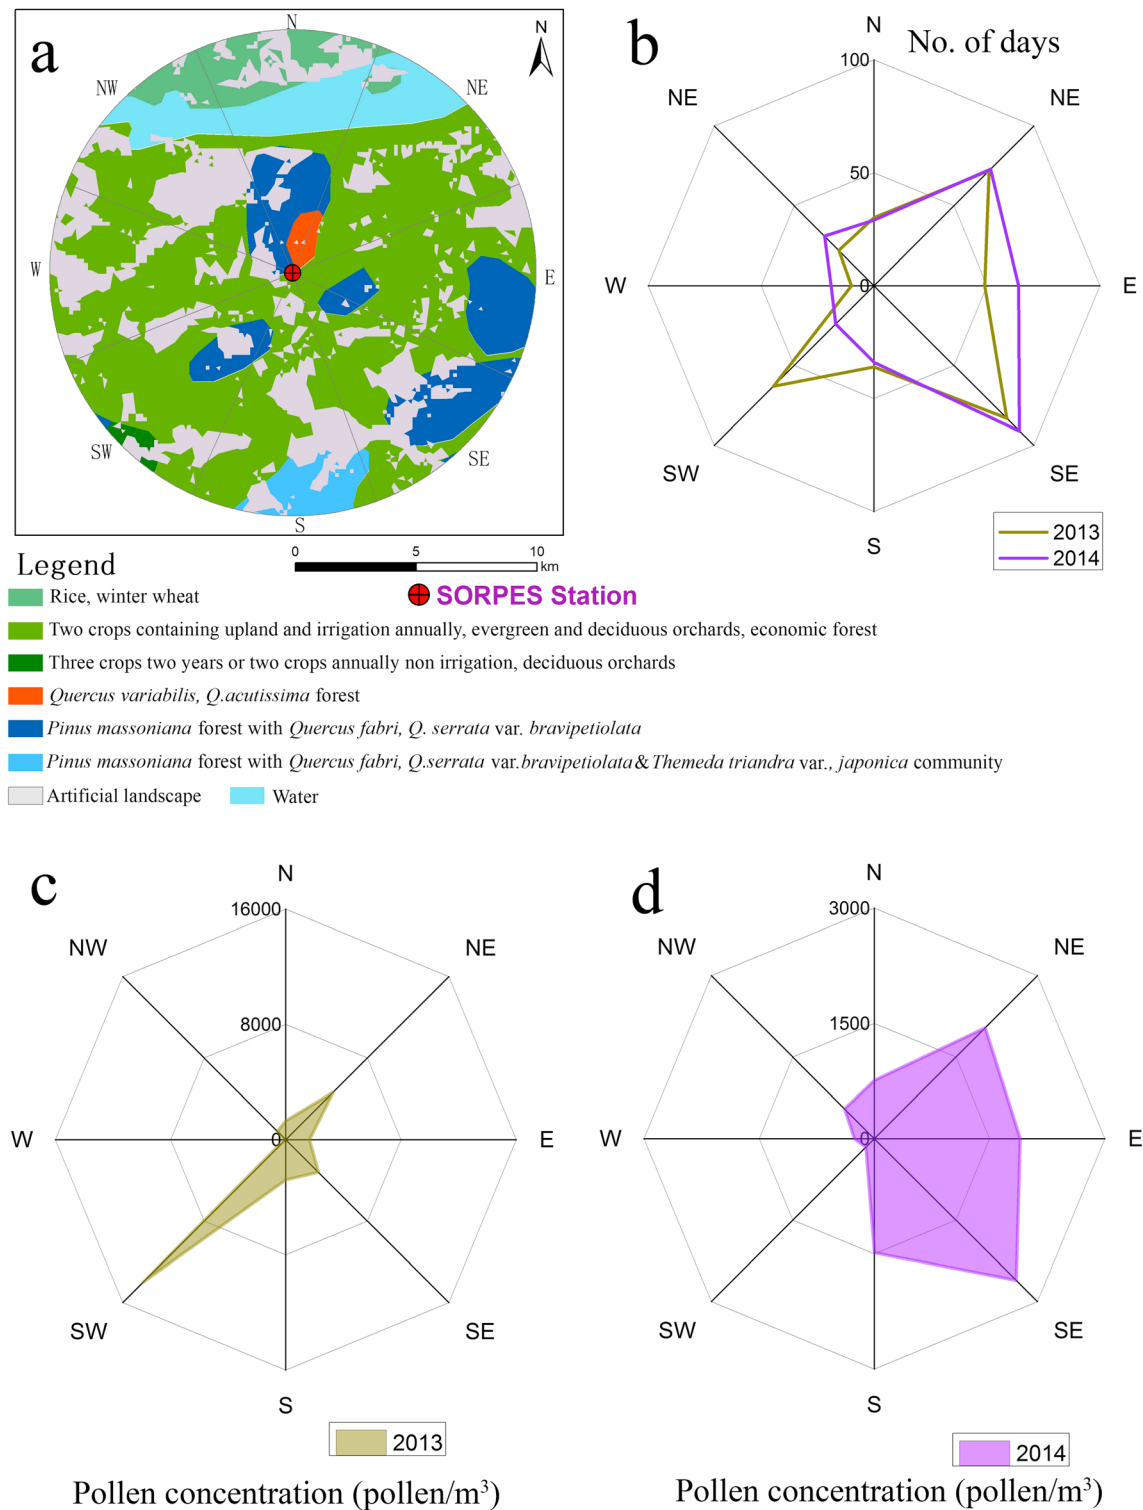 a
N
N
NW
NE
W
E
SW
SE
S
0 5 10
km
Legend
SORPES Station
Rice, winter wheat
Two crops containing upland and irrigation annually, evergreen and deciduous orchards, economic forest
Three crops two years or two crops annually non irrigation, deciduous orchards
Quercus variabilis, Q.acutissima forest
Pinus massoniana forest with Quercus fabri, Q. serrata var. bravipetiolata
Pinus massoniana forest with Quercus fabri, Q.serrata var.bravipetiolata & Themeda triandra var., japonica community
Artificial landscape
Water
b
No. of days
N
100
NE
NE
50
W
0
E
SW
SE
S
2013
2014
c
N
16000
NW
NE
8000
W
0
E
SW
SE
S
2013
Pollen concentration (pollen/m³)
d
N
3000
NW
NE
1500
W
0
E
SW
SE
S
2014
Pollen concentration (pollen/m³)